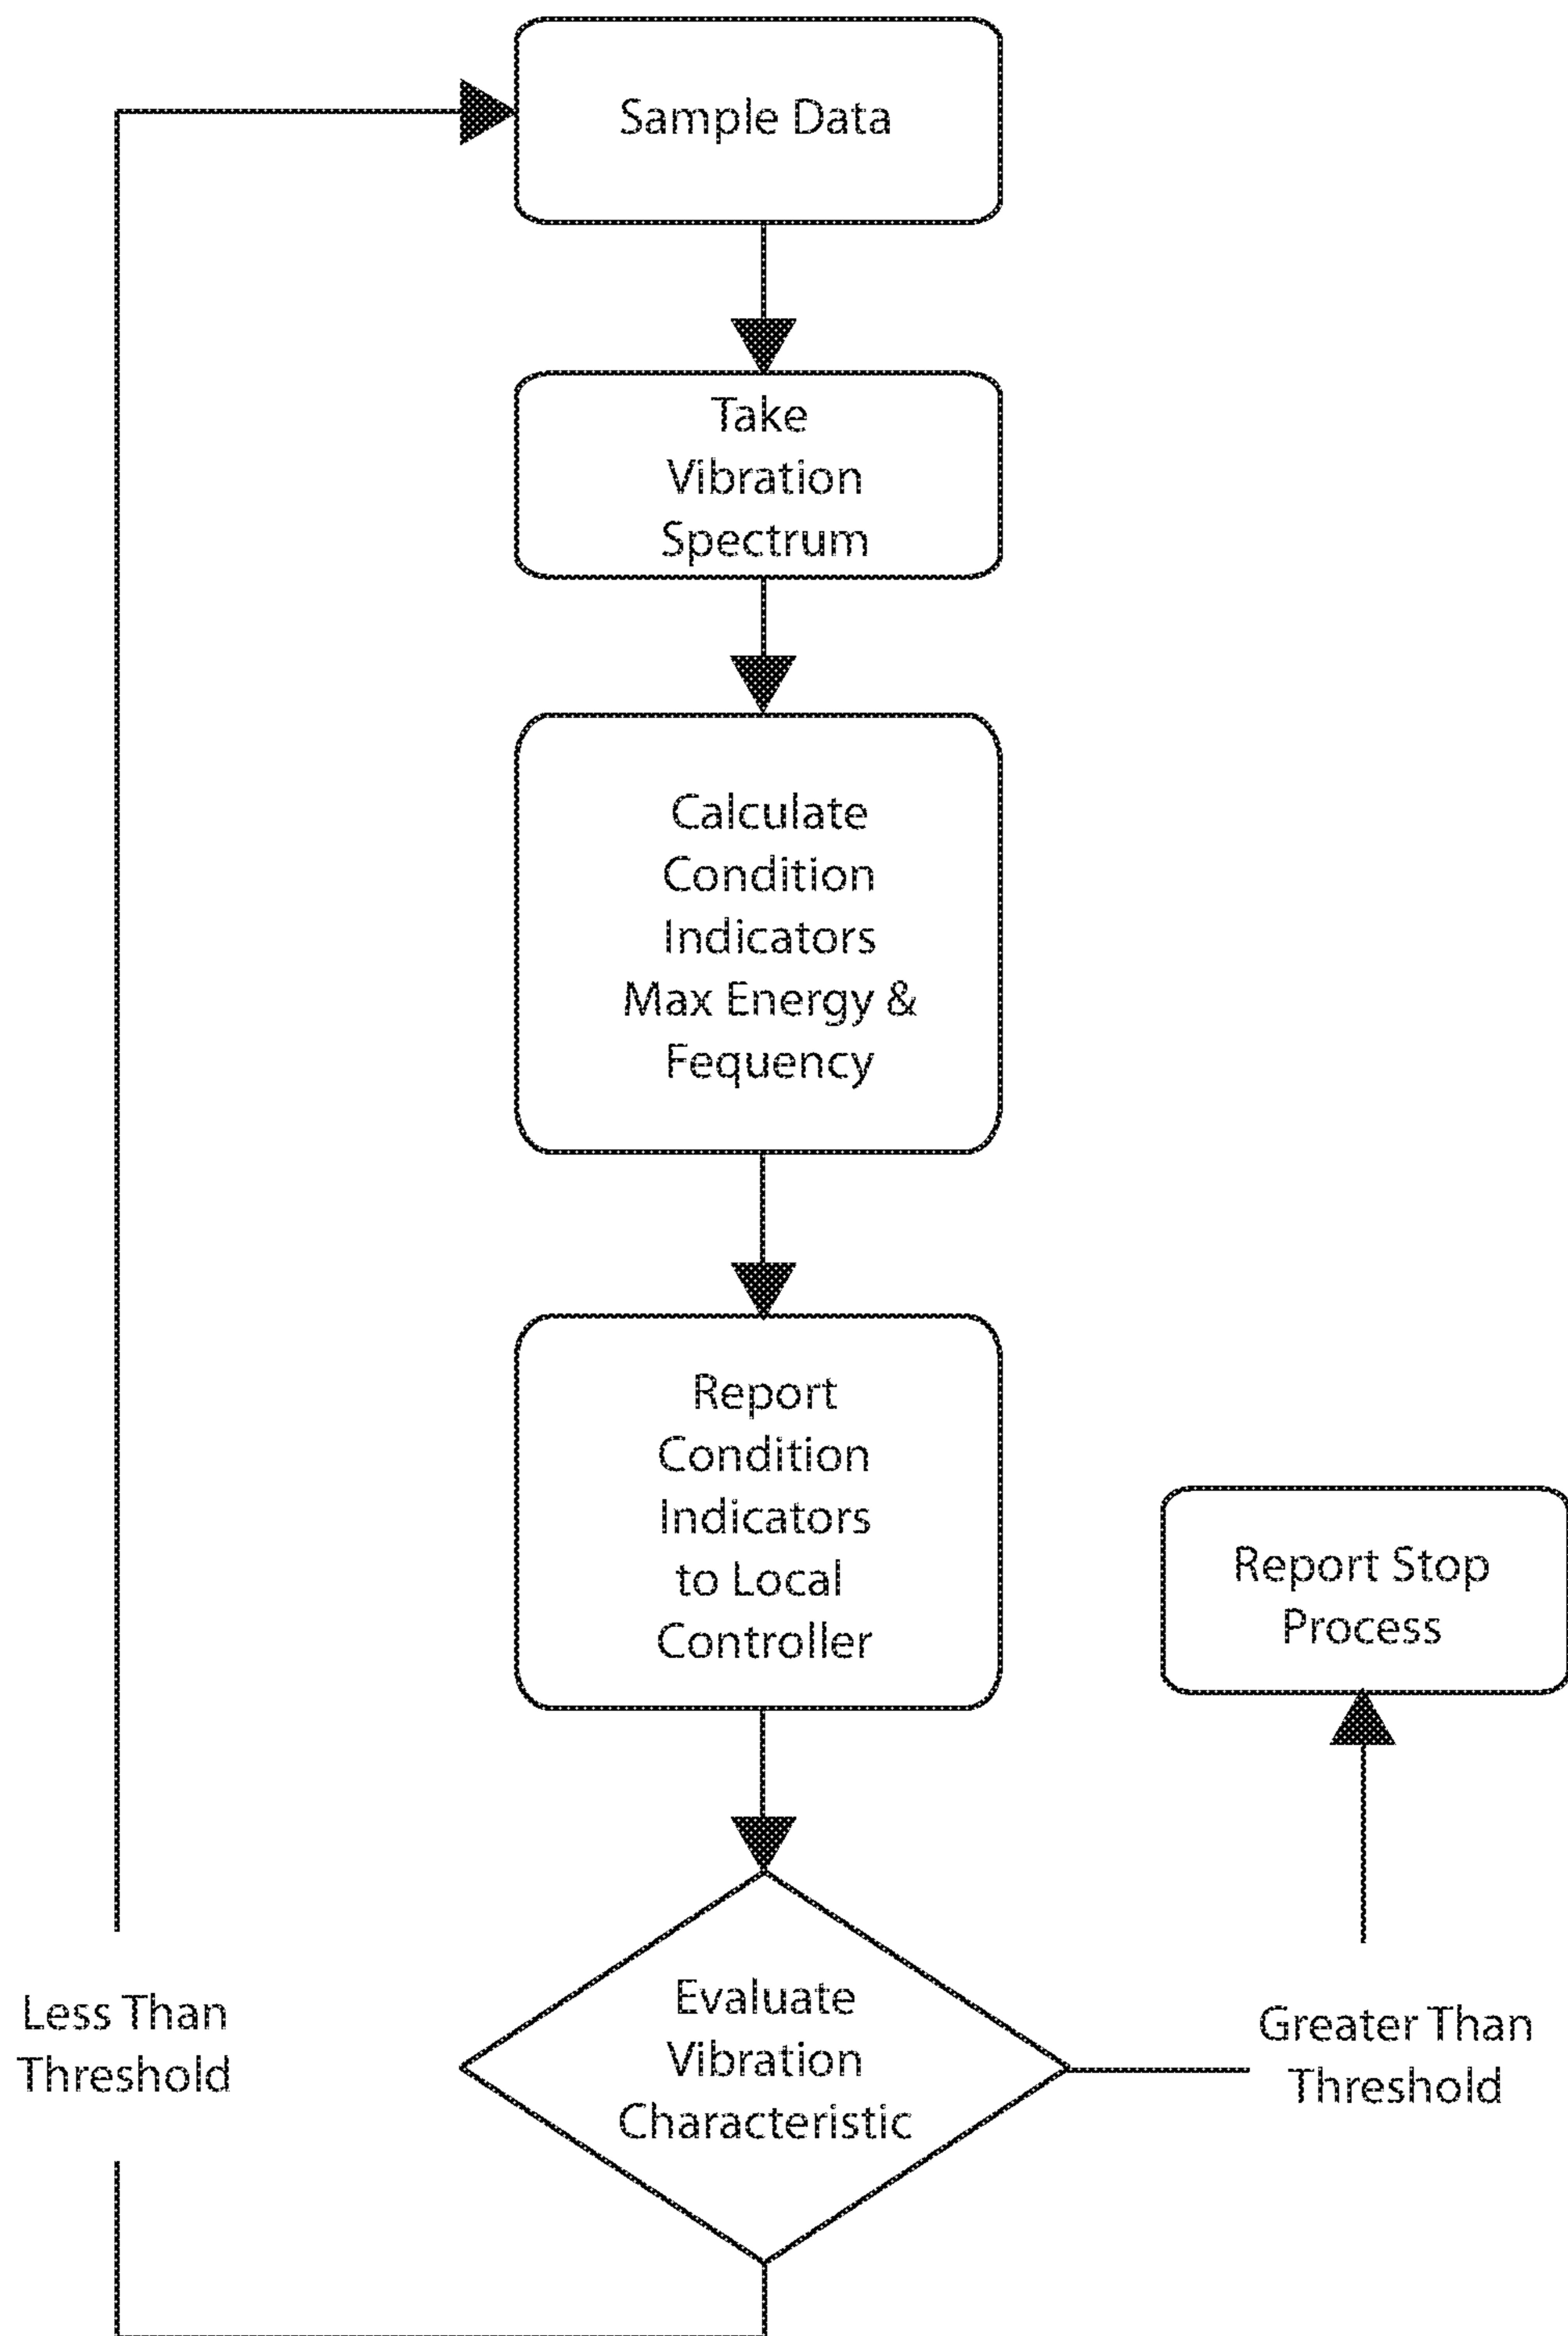 Sample Data
Take
Vibration
Spectrum
Calculate
Condition
Indicators
Max Energy &
Fequency
Report
Condition
Indicators
to Local
Controller
Report Stop
Process
Evaluate
Vibration
Characteristic
Less Than
Threshold
Greater Than
Threshold